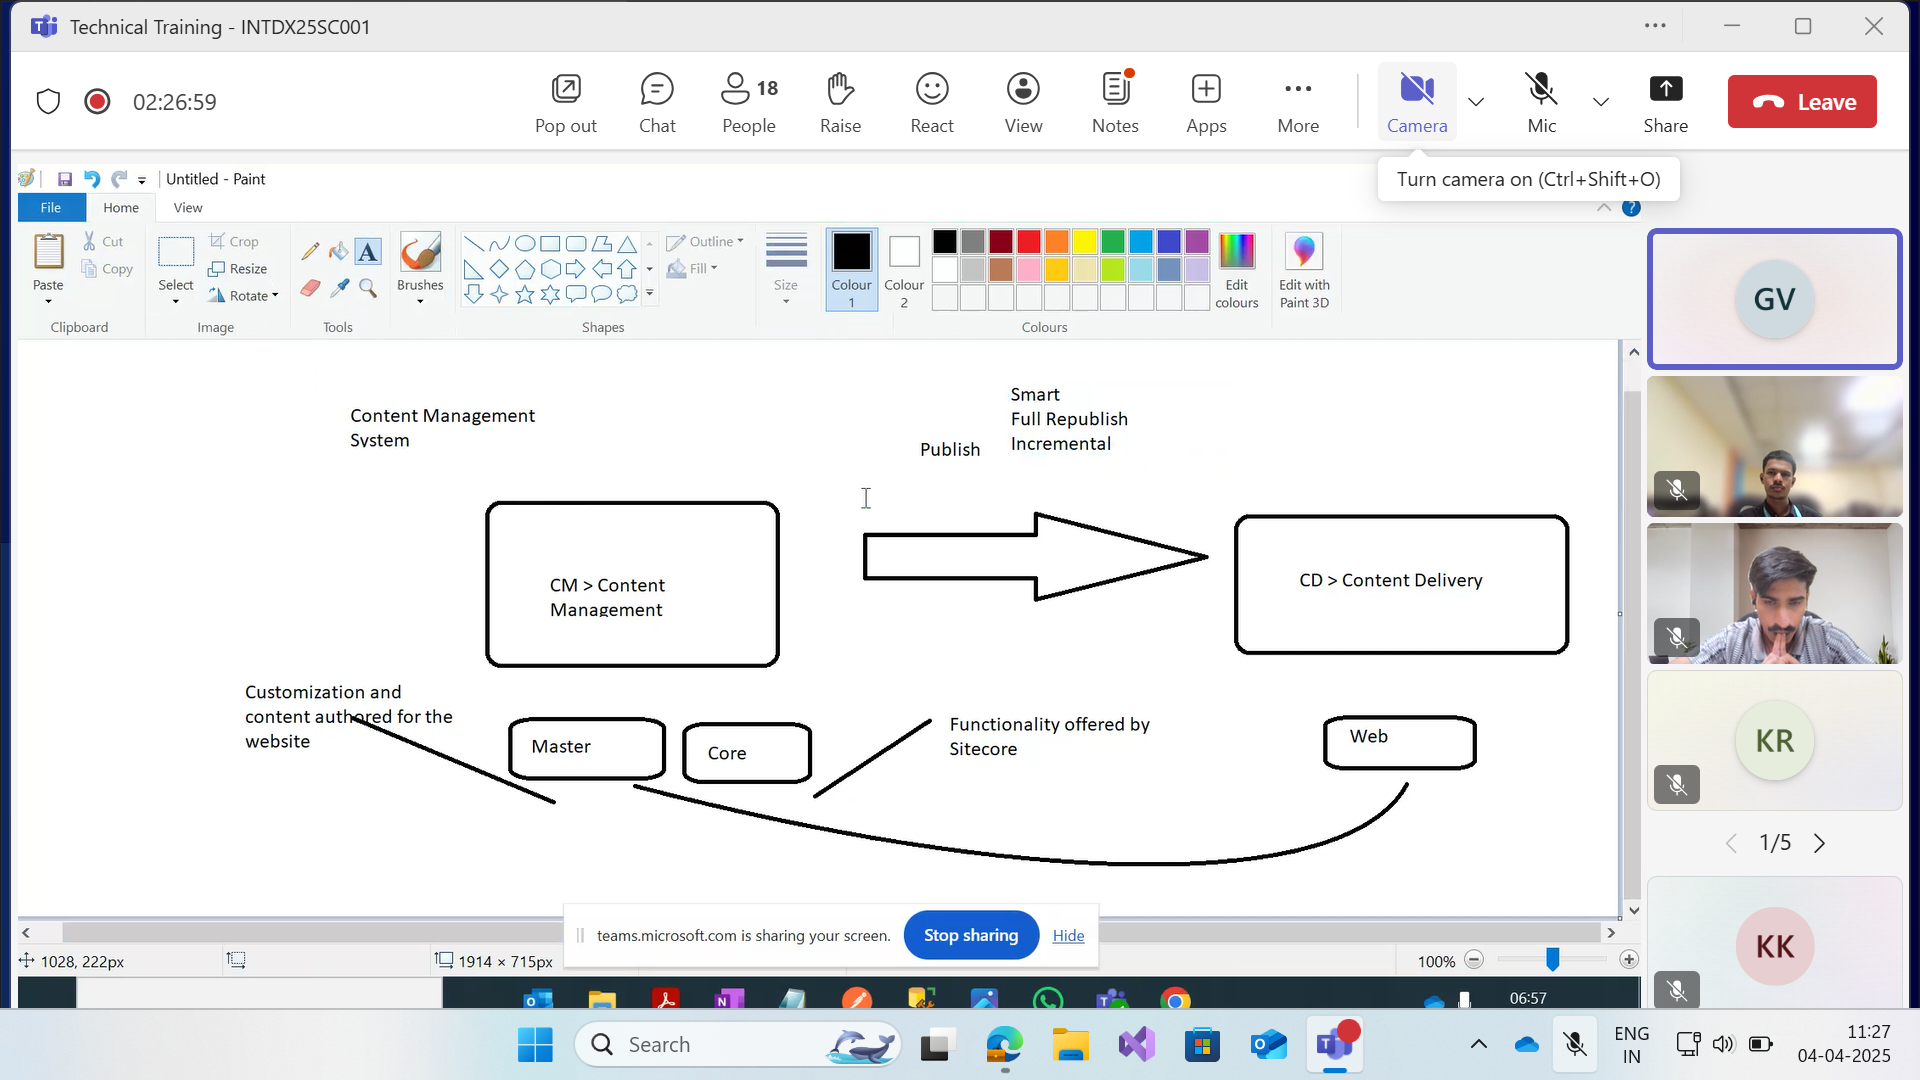 Technical Training - INTDX25SC001
02:26:59
Pop out
Chat
18
People
Raise
React
View
Notes
Apps
More
Camera
Mic
Share
Leave
Turn camera on (Ctrl+Shift+O)
Untitled - Paint
File
Home
View
Paste
Cut
Copy
Clipboard
Select
Crop
Resize
Rotate
Image
A
Tools
Brushes
Shapes
Outline
Fill
Size
Colour
1
Colour
2
Colours
Edit
colours
Edit with
Paint 3D
Content Management
System
Publish
Smart
Full Republish
Incremental
CM > Content
Management
CD > Content Delivery
Customization and
content authored for the
website
Master
Core
Functionality offered by
Sitecore
Web
GV
KR
1/5
KK
teams.microsoft.com is sharing your screen.
Stop sharing
Hide
1028, 222px
1914 × 715px
100%
06:57
Search
ENG
IN
11:27
04-04-2025